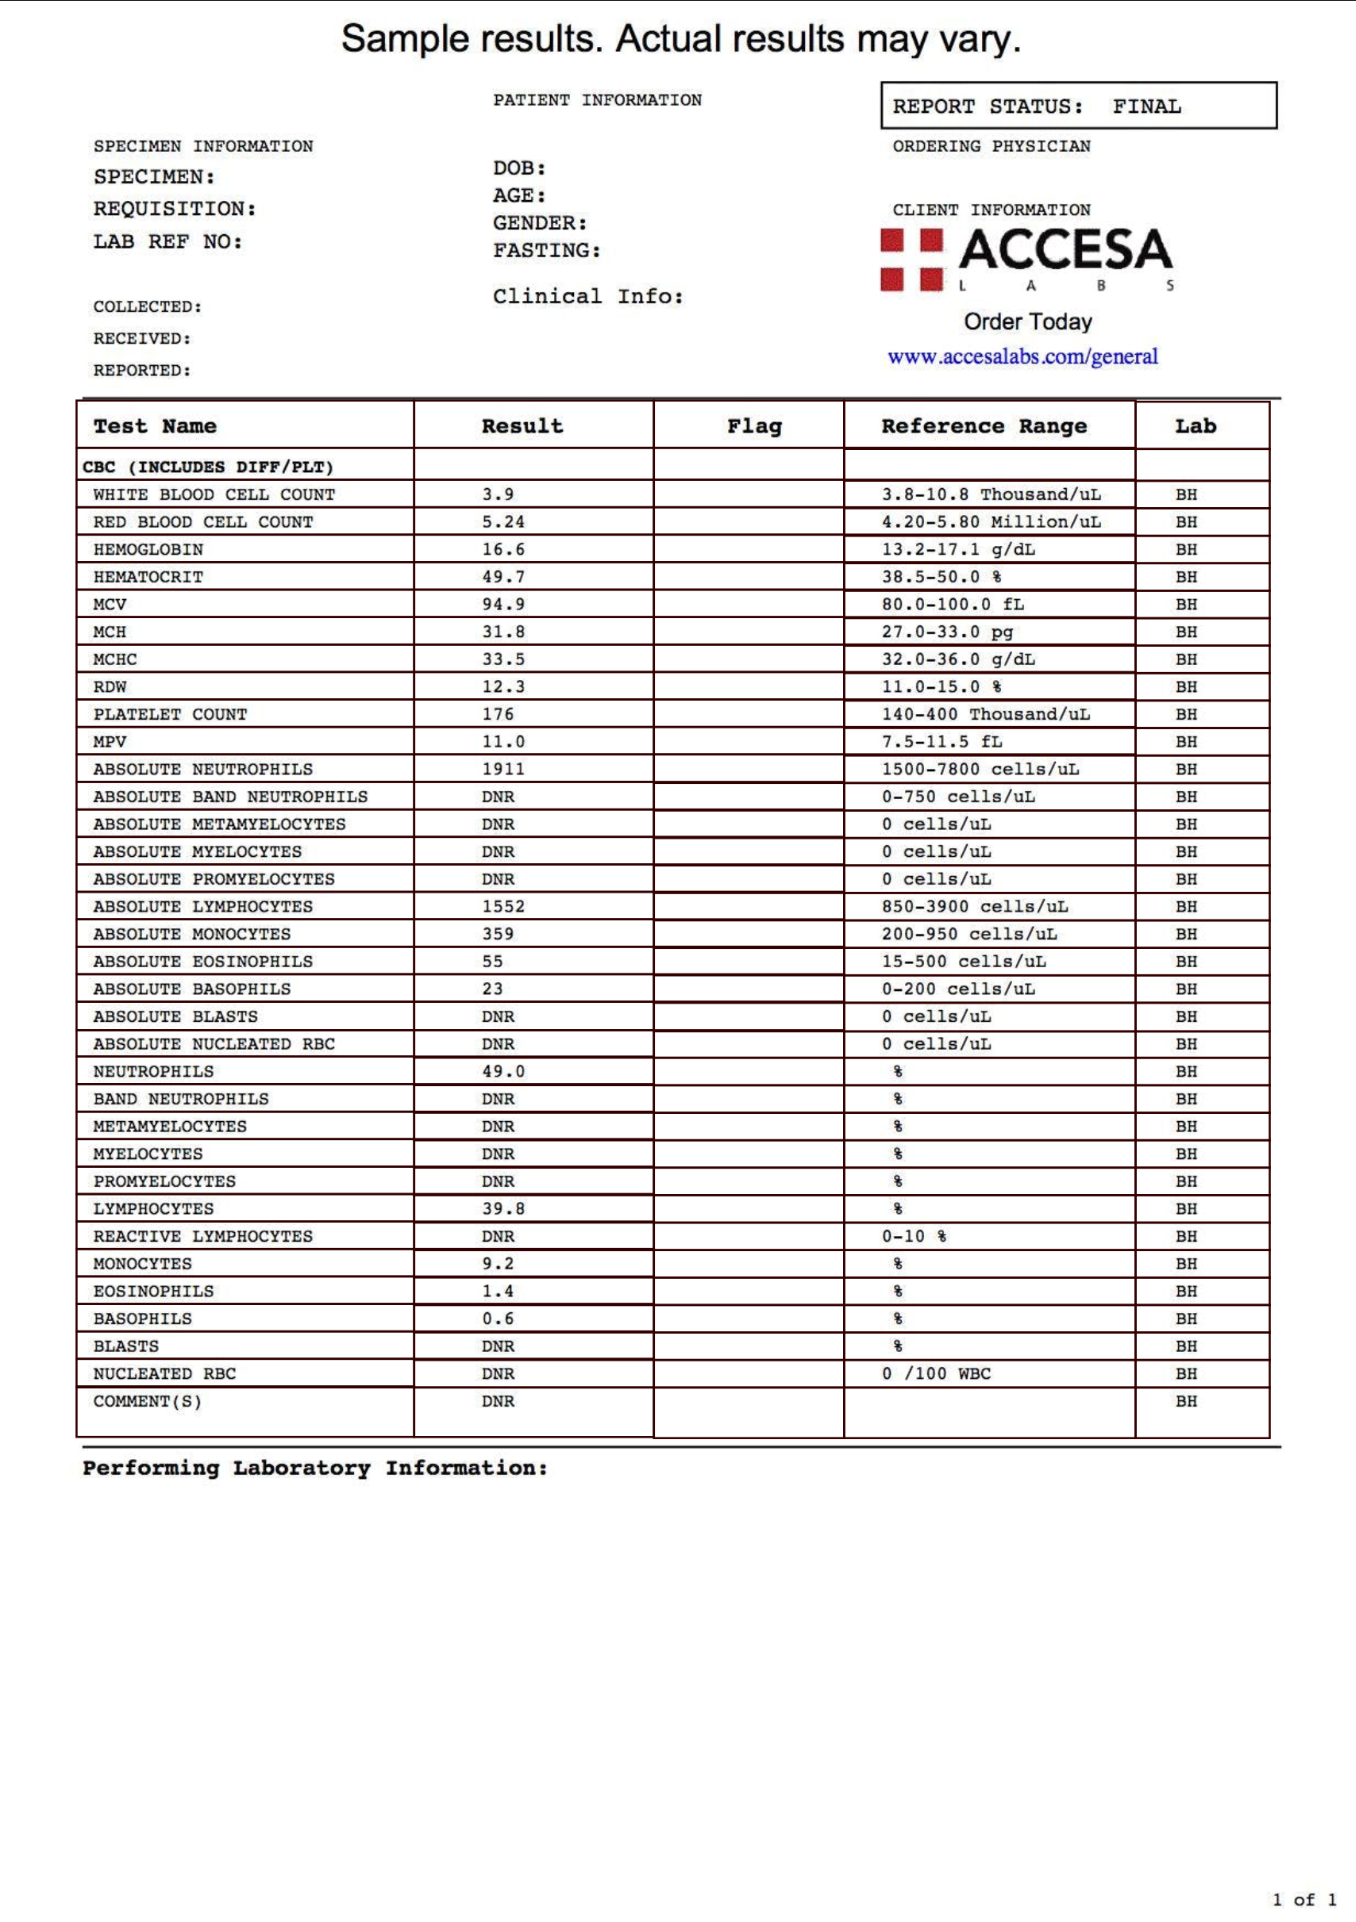 Sample results. Actual results may vary.
PATIENT INFORMATION
REPORT STATUS: FINAL
SPECIMEN INFORMATION
SPECIMEN:
REQUISITION:
LAB REF NO:
COLLECTED:
RECEIVED:
REPORTED:
DOB:
AGE:
GENDER:
FASTING:
Clinical Info:
ORDERING PHYSICIAN
CLIENT INFORMATION
ACCESA
LABS
Order Today
www.accesalabs.com/general
Test Name Result Flag Reference Range Lab
CBC (INCLUDES DIFF/PLT)
WHITE BLOOD CELL COUNT 3.9 3.8-10.8 Thousand/uL BH
RED BLOOD CELL COUNT 5.24 4.20-5.80 Million/uL BH
HEMOGLOBIN 16.6 13.2-17.1 g/dL BH
HEMATOCRIT 49.7 38.5-50.0 % BH
MCV 94.9 80.0-100.0 fL BH
MCH 31.8 27.0-33.0 pg BH
MCHC 33.5 32.0-36.0 g/dL BH
RDW 12.3 11.0-15.0 % BH
PLATELET COUNT 176 140-400 Thousand/uL BH
MPV 11.0 7.5-11.5 fL BH
ABSOLUTE NEUTROPHILS 1911 1500-7800 cells/uL BH
ABSOLUTE BAND NEUTROPHILS DNR 0-750 cells/uL BH
ABSOLUTE METAMYELOCYTES DNR 0 cells/uL BH
ABSOLUTE MYELOCYTES DNR 0 cells/uL BH
ABSOLUTE PROMYELOCYTES DNR 0 cells/uL BH
ABSOLUTE LYMPHOCYTES 1552 850-3900 cells/uL BH
ABSOLUTE MONOCYTES 359 200-950 cells/uL BH
ABSOLUTE EOSINOPHILS 55 15-500 cells/uL BH
ABSOLUTE BASOPHILS 23 0-200 cells/uL BH
ABSOLUTE BLASTS DNR 0 cells/uL BH
ABSOLUTE NUCLEATED RBC DNR 0 cells/uL BH
NEUTROPHILS 49.0 % BH
BAND NEUTROPHILS DNR % BH
METAMYELOCYTES DNR % BH
MYELOCYTES DNR % BH
PROMYELOCYTES DNR % BH
LYMPHOCYTES 39.8 % BH
REACTIVE LYMPHOCYTES DNR 0-10 % BH
MONOCYTES 9.2 % BH
EOSINOPHILS 1.4 % BH
BASOPHILS 0.6 % BH
BLASTS DNR % BH
NUCLEATED RBC DNR 0 /100 WBC BH
COMMENT(S) DNR BH
Performing Laboratory Information:
1 of 1